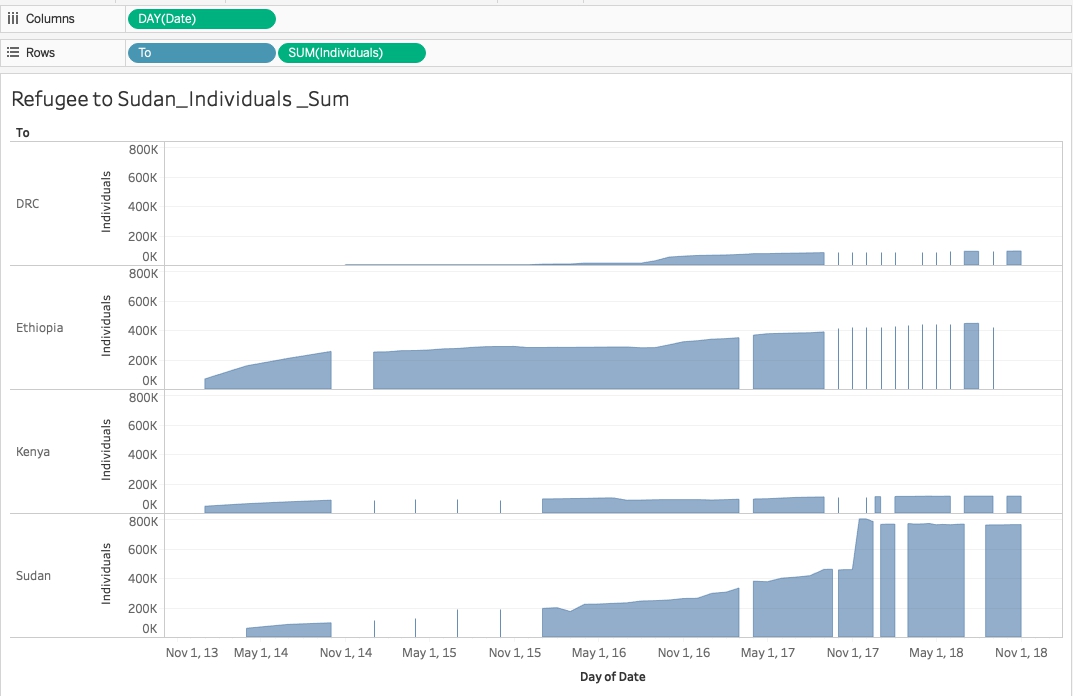 Columns DAY(Date)
Rows To SUM(Individuals)
Refugee to Sudan_Individuals _Sum
To
DRC
Individuals
800K
600K
400K
200K
0K
Ethiopia
Individuals
800K
600K
400K
200K
0K
Kenya
Individuals
800K
600K
400K
200K
0K
Sudan
Individuals
800K
600K
400K
200K
0K
Nov 1, 13 May 1, 14 Nov 1, 14 May 1, 15 Nov 1, 15 May 1, 16 Nov 1, 16 May 1, 17 Nov 1, 17 May 1, 18 Nov 1, 18
Day of Date